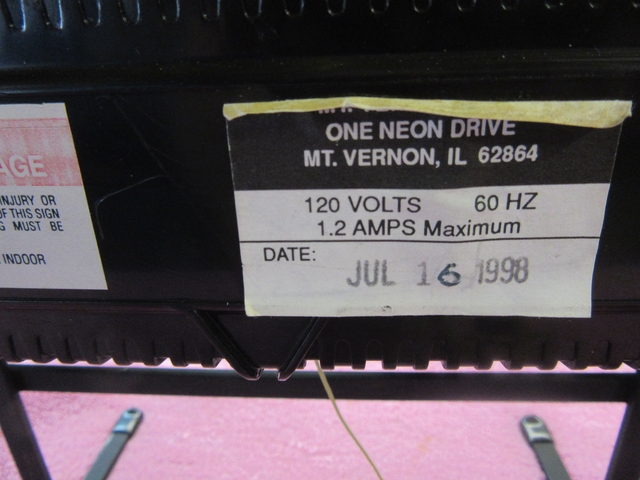 AGE
NJURY OR
OF THIS SIGN
G MUST BE
INDOOR
ONE NEON DRIVE
MT. VERNON, IL 62864
120 VOLTS 60 HZ
1.2 AMPS Maximum
DATE:
JUL 16 1998